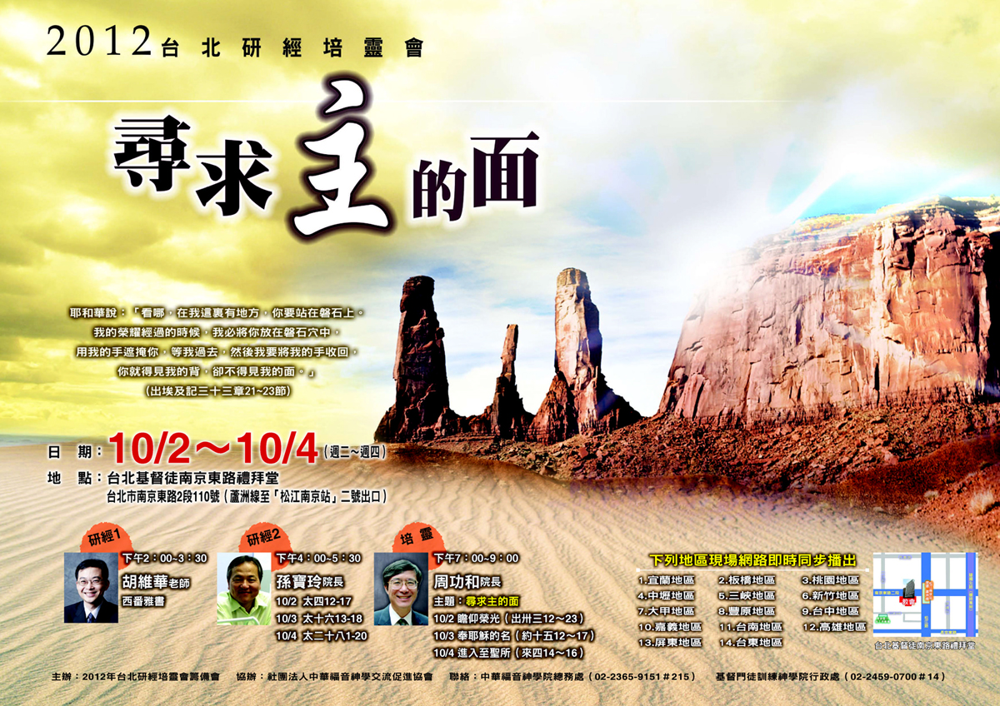 2012台北研經培靈會
尋求主的面
耶和華說：「看哪，在我這裏有地方，你要站在磐石上。
我的榮耀經過的時候，我必將你放在磐石穴中，
用我的手遮掩你，等我過去，然後我要將我的手收回，
你就得見我的背，卻不得見我的面。」
（出埃及記三十三章21~23節）
日　期：10/2～10/4（週二～週四）
地　點：台北基督徒南京東路禮拜堂
台北市南京東路2段110號（蘆洲線至「松江南京站」二號出口）
研經1
下午2：00~3：30
胡維華老師
西番雅書
研經2
下午4：00~5：30
孫寶玲院長
10/2 太四12-17
10/3 太十六13-18
10/4 太二十八1-20
培靈
下午7：00~9：00
周功和院長
主題：尋求主的面
10/2 瞻仰榮光（出卅三12～23）
10/3 奉耶穌的名（約十五12～17）
10/4 進入至聖所（來四14～16）
下列地區現場網路即時同步播出
1.宜蘭地區 2.板橋地區 3.桃園地區
4.中壢地區 5.三峽地區 6.新竹地區
7.大甲地區 8.豐原地區 9.台中地區
10.嘉義地區 11.台南地區 12.高雄地區
13.屏東地區 14.台東地區
教會
台北基督徒南京東路禮拜堂
主辦：2012年台北研經培靈會籌備會　協辦：社團法人中華福音神學交流促進協會　聯絡：中華福音神學院總務處（02-2365-9151＃215）　基督門徒訓練神學院行政處（02-2459-0700＃14）